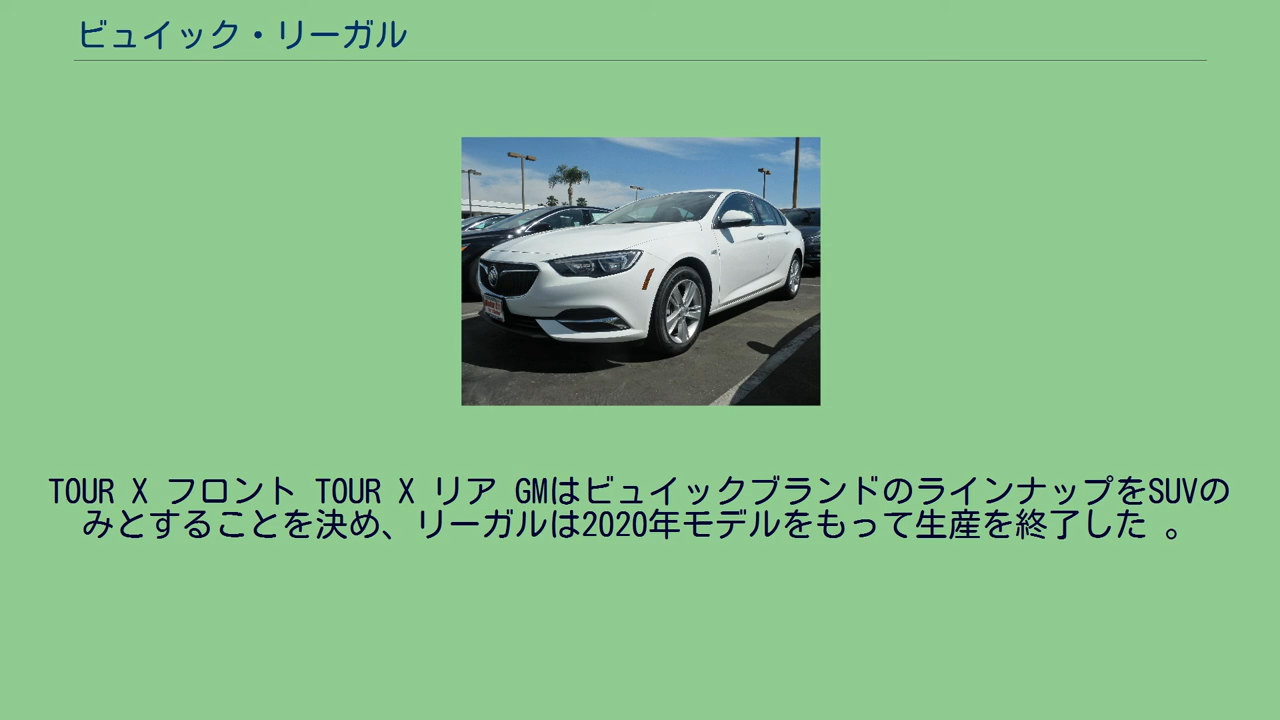 ビュイック・リーガル
TOUR X フロント TOUR X リア GMはビュイックブランドのラインナップをSUVの
みとすることを決め、リーガルは2020年モデルをもって生産を終了した 。